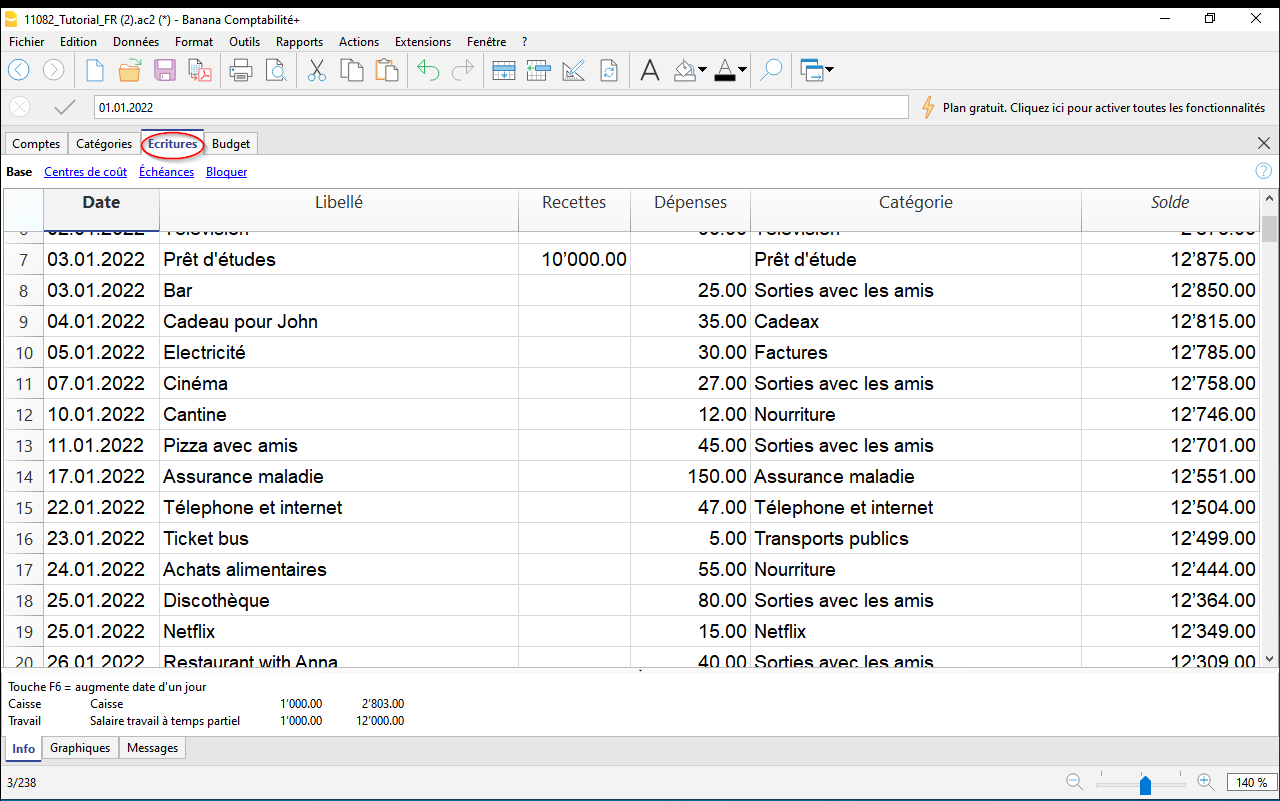 11082_Tutorial_FR (2).ac2 (*) - Banana Comptabilité+
Fichier Edition Données Format Outils Rapports Actions Extensions Fenêtre ?
01.01.2022 Plan gratuit. Cliquez ici pour activer toutes les fonctionnalités
Comptes Catégories Ecritures Budget
Base Centres de coût Échéances Bloquer
Date Libellé Recettes Dépenses Catégorie Solde
7 03.01.2022 Prêt d'études 10’000.00 Prêt d'étude 12’875.00
8 03.01.2022 Bar 25.00 Sorties avec les amis 12’850.00
9 04.01.2022 Cadeau pour John 35.00 Cadeax 12’815.00
10 05.01.2022 Electricité 30.00 Factures 12’785.00
11 07.01.2022 Cinéma 27.00 Sorties avec les amis 12’758.00
12 10.01.2022 Cantine 12.00 Nourriture 12’746.00
13 11.01.2022 Pizza avec amis 45.00 Sorties avec les amis 12’701.00
14 17.01.2022 Assurance maladie 150.00 Assurance maladie 12’551.00
15 22.01.2022 Télephone et internet 47.00 Télephone et internet 12’504.00
16 23.01.2022 Ticket bus 5.00 Transports publics 12’499.00
17 24.01.2022 Achats alimentaires 55.00 Nourriture 12’444.00
18 25.01.2022 Discothèque 80.00 Sorties avec les amis 12’364.00
19 25.01.2022 Netflix 15.00 Netflix 12’349.00
20 26.01.2022 Restaurant with Anna 40.00 Sorties avec les amis 12’309.00
Touche F6 = augmente date d'un jour
Caisse Caisse 1’000.00 2’803.00
Travail Salaire travail à temps partiel 1’000.00 12’000.00
Info Graphiques Messages
3/238 140 %